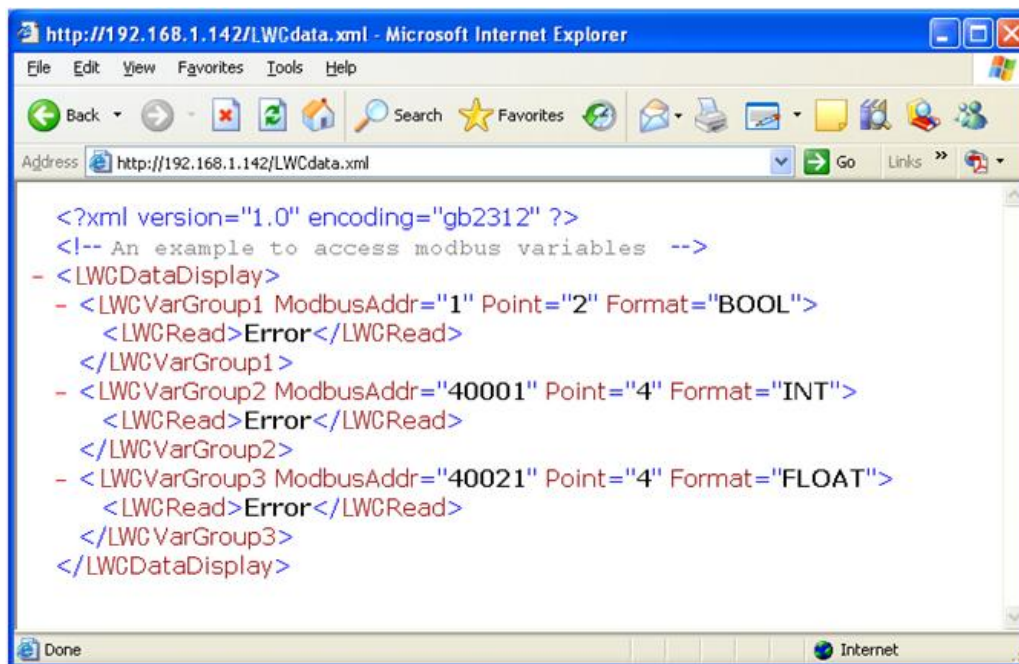 http://192.168.1.142/LWCdata.xml - Microsoft Internet Explorer
File Edit View Favorites Tools Help
Back Search Favorites
Address http://192.168.1.142/LWCdata.xml Go Links »
<?xml version="1.0" encoding="gb2312" ?>
<!-- An example to access modbus variables -->
- <LWCDataDisplay>
- <LWCVarGroup1 ModbusAddr="1" Point="2" Format="BOOL">
<LWCRead>Error</LWCRead>
</LWCVarGroup1>
- <LWCVarGroup2 ModbusAddr="40001" Point="4" Format="INT">
<LWCRead>Error</LWCRead>
</LWCVarGroup2>
- <LWCVarGroup3 ModbusAddr="40021" Point="4" Format="FLOAT">
<LWCRead>Error</LWCRead>
</LWCVarGroup3>
</LWCDataDisplay>
Done Internet